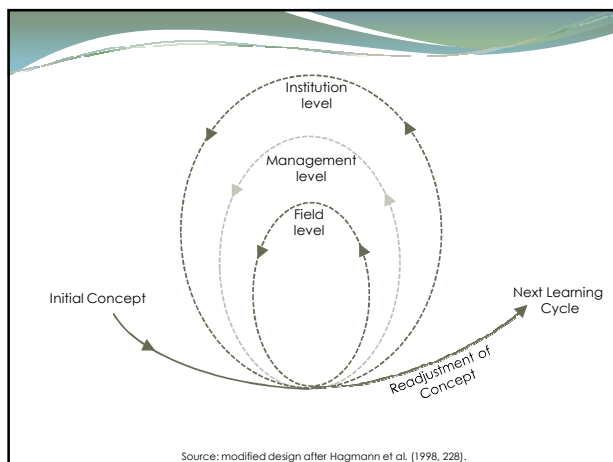 Institution
level
Management
level
Field
level
Initial Concept
Next Learning
Cycle
Readjustment of
Concept
Source: modified design after Hagmann et al. (1998, 228).